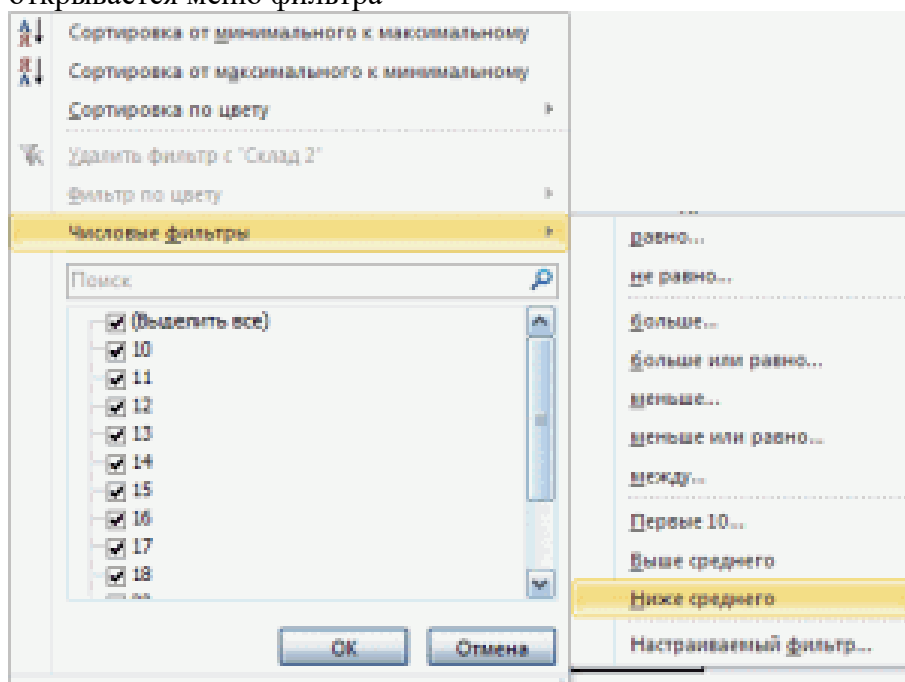 открывается меню фильтра
Сортировка от минимального к максимальному
Сортировка от максимального к минимальному
Сортировка по цвету
Удалить фильтр с "Склад 2"
Фильтр по цвету
Числовые фильтры
Поиск
(Выделить все)
10
11
12
13
14
15
16
17
18
ОК
Отмена
равно...
не равно...
больше...
больше или равно...
меньше...
меньше или равно...
между...
Первые 10...
Выше среднего
Ниже среднего
Настраиваемый фильтр...